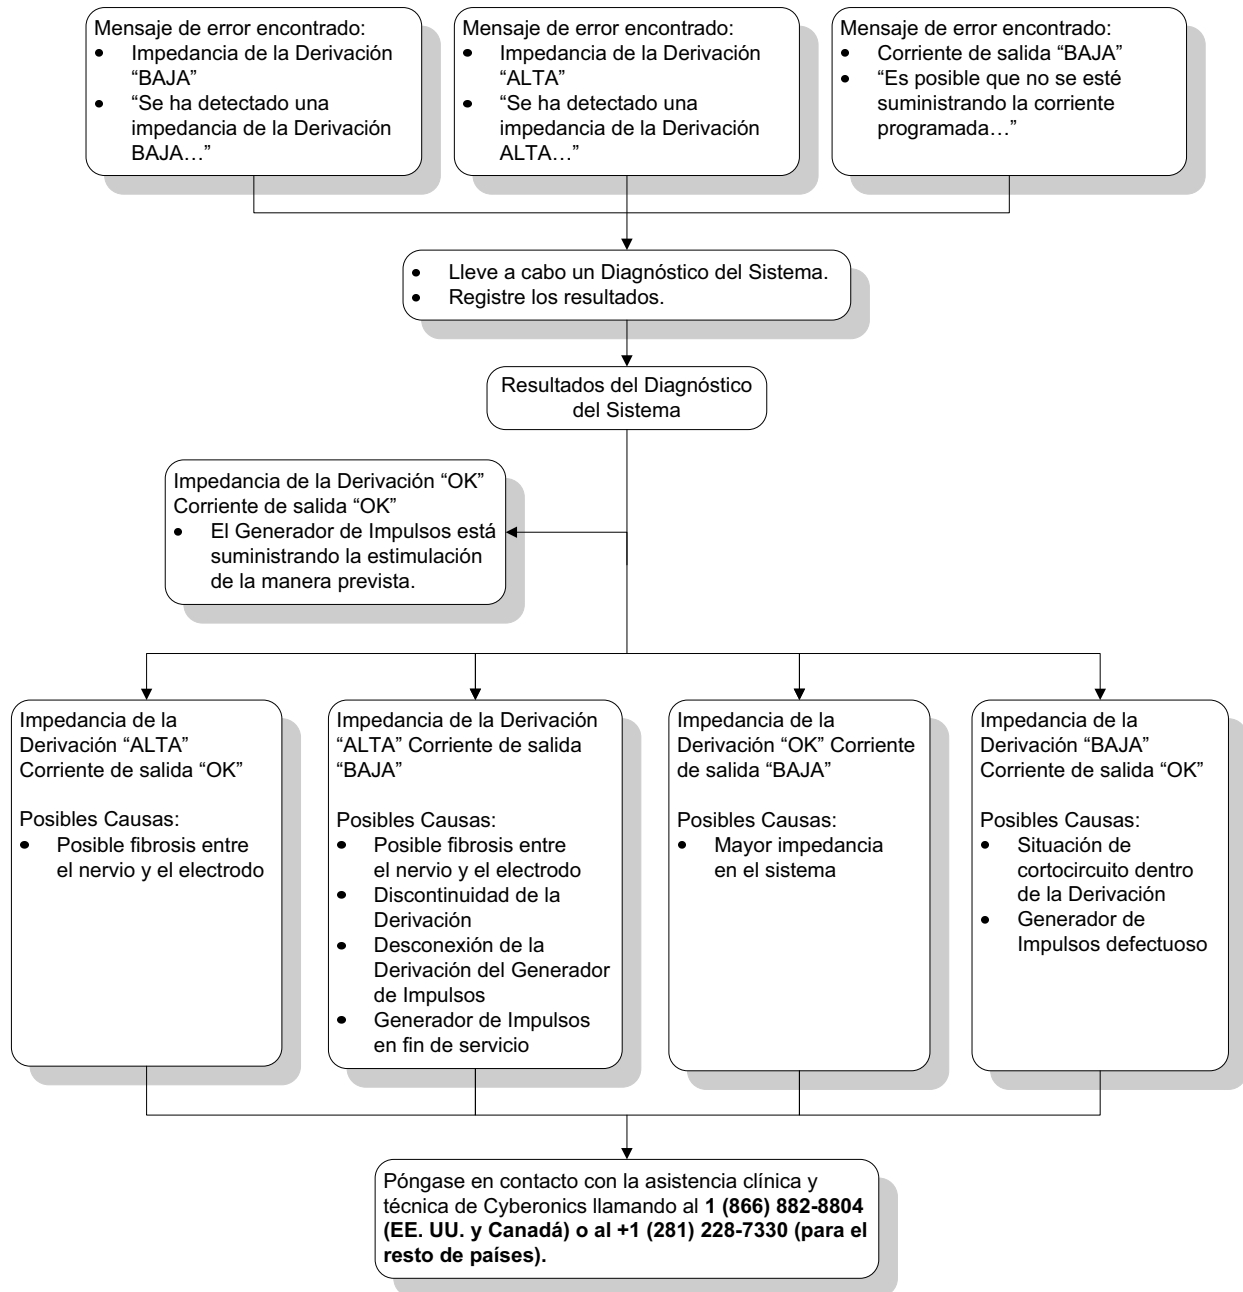 Mensaje de error encontrado:
• Impedancia de la Derivación
“BAJA”
• “Se ha detectado una
impedancia de la Derivación
BAJA…”
Mensaje de error encontrado:
• Impedancia de la Derivación
“ALTA”
• “Se ha detectado una
impedancia de la Derivación
ALTA…”
Mensaje de error encontrado:
• Corriente de salida “BAJA”
• “Es posible que no se esté
suministrando la corriente
programada…”
• Lleve a cabo un Diagnóstico del Sistema.
• Registre los resultados.
Resultados del Diagnóstico
del Sistema
Impedancia de la Derivación “OK”
Corriente de salida “OK”
• El Generador de Impulsos está
suministrando la estimulación
de la manera prevista.
Impedancia de la
Derivación “ALTA”
Corriente de salida “OK”
Posibles Causas:
• Posible fibrosis entre
el nervio y el electrodo
Impedancia de la Derivación
“ALTA” Corriente de salida
“BAJA”
Posibles Causas:
• Posible fibrosis entre
el nervio y el electrodo
• Discontinuidad de la
Derivación
• Desconexión de la
Derivación del Generador
de Impulsos
• Generador de Impulsos
en fin de servicio
Impedancia de la
Derivación “OK” Corriente
de salida “BAJA”
Posibles Causas:
• Mayor impedancia
en el sistema
Impedancia de la
Derivación “BAJA”
Corriente de salida “OK”
Posibles Causas:
• Situación de
cortocircuito dentro
de la Derivación
• Generador de
Impulsos defectuoso
Póngase en contacto con la asistencia clínica y
técnica de Cyberonics llamando al 1 (866) 882-8804
(EE. UU. y Canadá) o al +1 (281) 228-7330 (para el
resto de países).